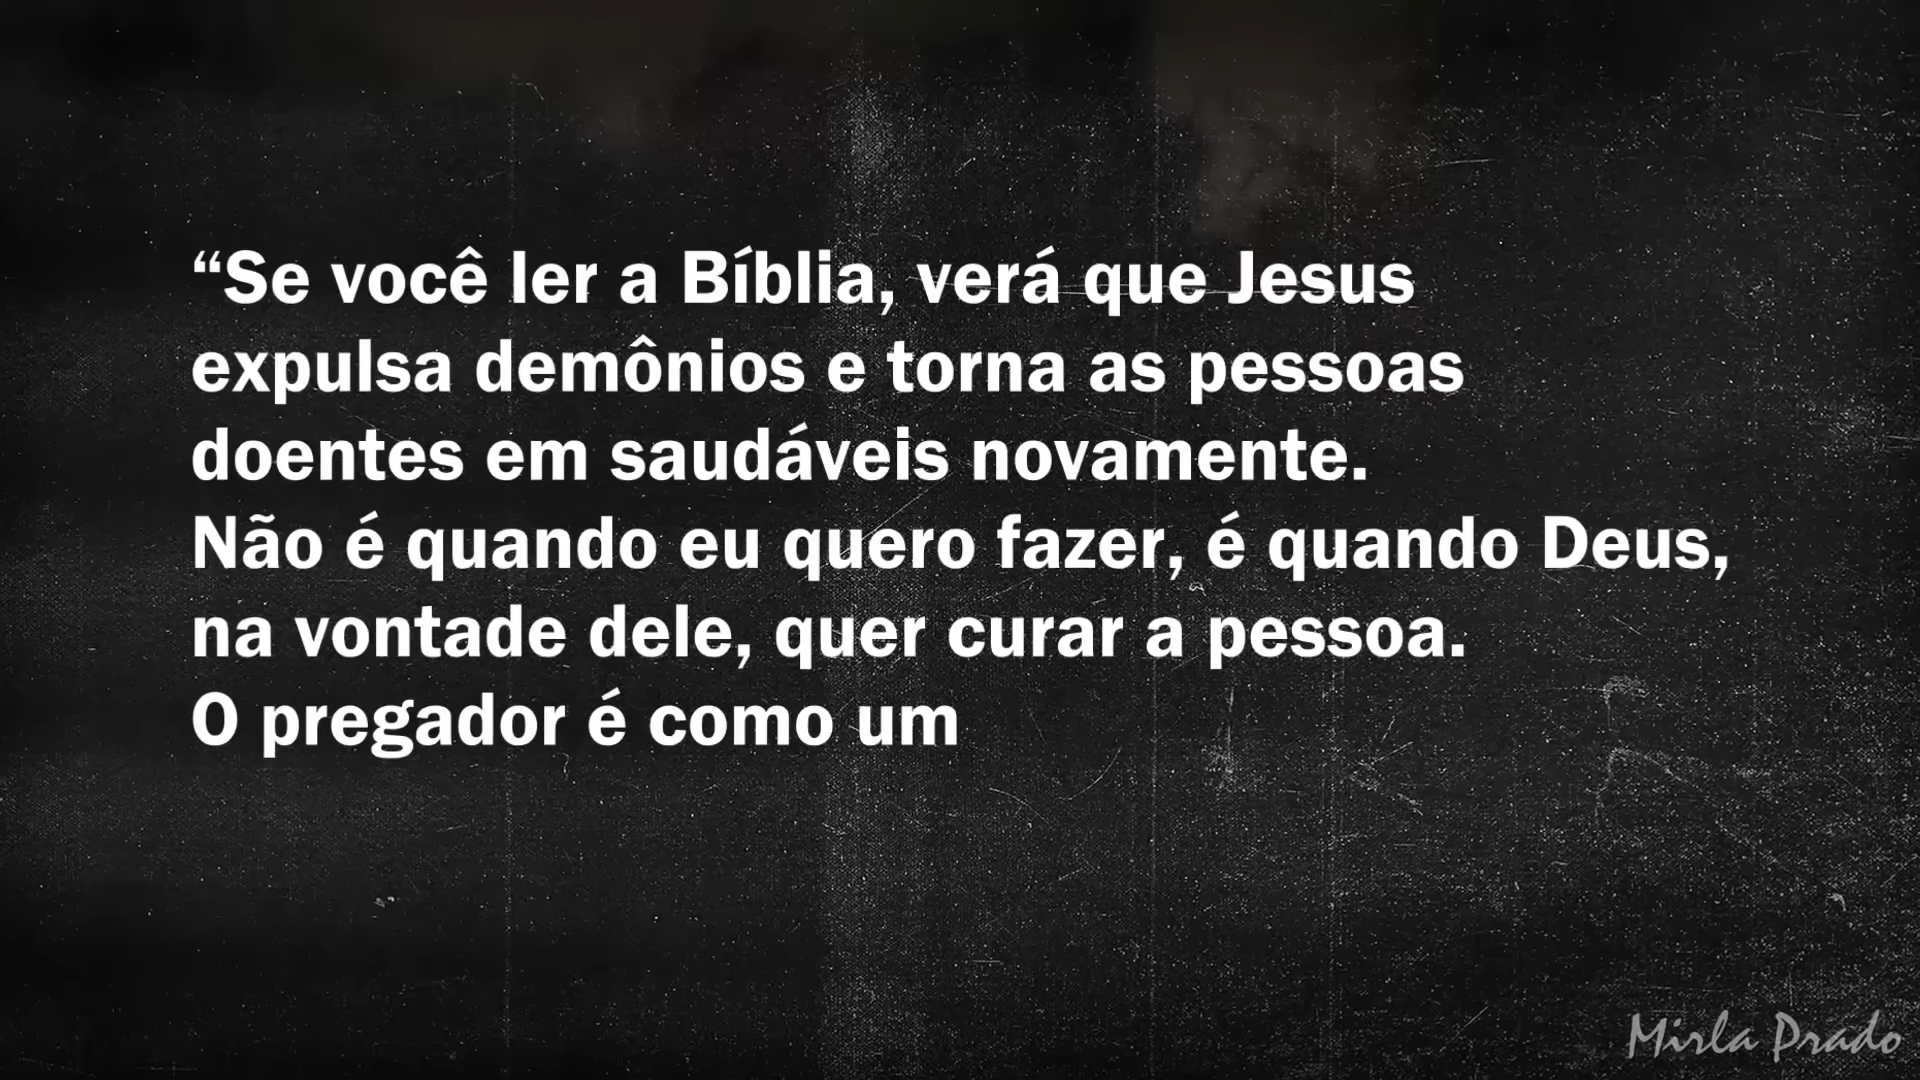 “Se você ler a Bíblia, verá que Jesus
expulsa demônios e torna as pessoas
doentes em saudáveis novamente.
Não é quando eu quero fazer, é quando Deus,
na vontade dele, quer curar a pessoa.
O pregador é como um
Mirla Prado